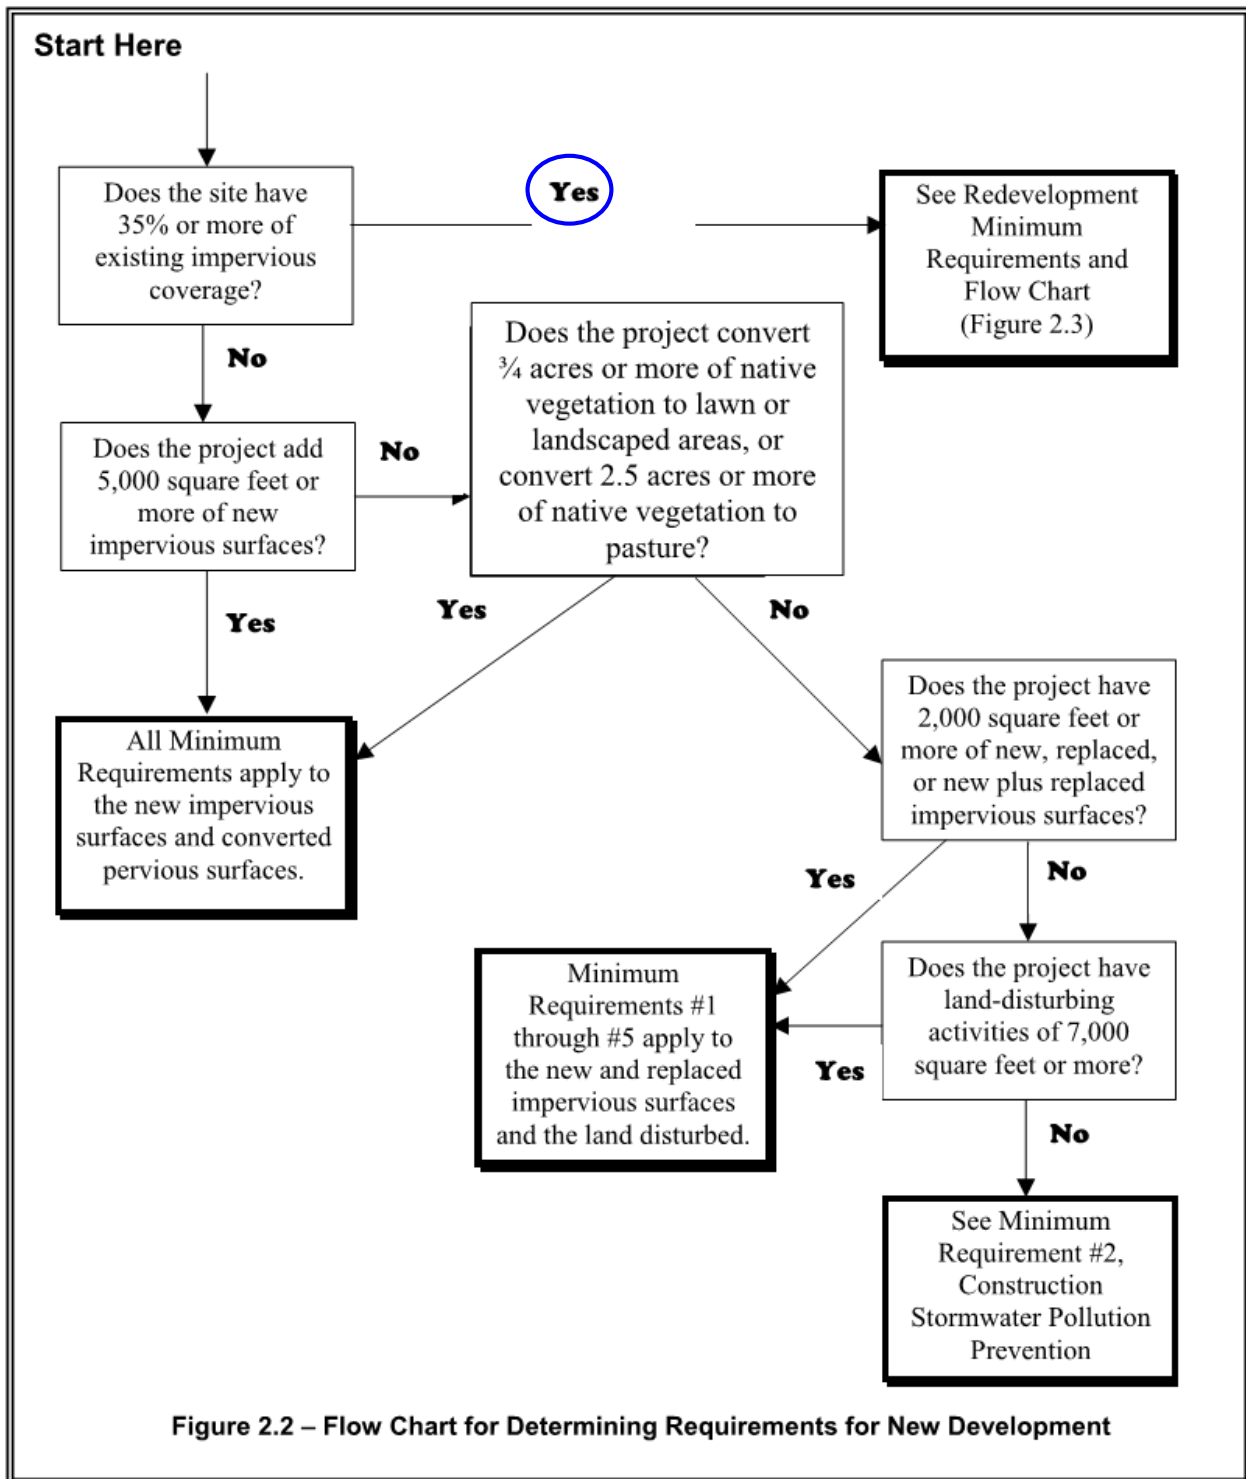 Start Here
Does the site have
35% or more of
existing impervious
coverage?
Yes
See Redevelopment
Minimum
Requirements and
Flow Chart
(Figure 2.3)
No
Does the project add
5,000 square feet or
more of new
impervious surfaces?
No
Does the project convert
¾ acres or more of native
vegetation to lawn or
landscaped areas, or
convert 2.5 acres or more
of native vegetation to
pasture?
Yes
Yes
No
All Minimum
Requirements apply to
the new impervious
surfaces and converted
pervious surfaces.
Does the project have
2,000 square feet or
more of new, replaced,
or new plus replaced
impervious surfaces?
Yes
No
Minimum
Requirements #1
through #5 apply to
the new and replaced
impervious surfaces
and the land disturbed.
Does the project have
land-disturbing
activities of 7,000
square feet or more?
Yes
No
See Minimum
Requirement #2,
Construction
Stormwater Pollution
Prevention
Figure 2.2 – Flow Chart for Determining Requirements for New Development